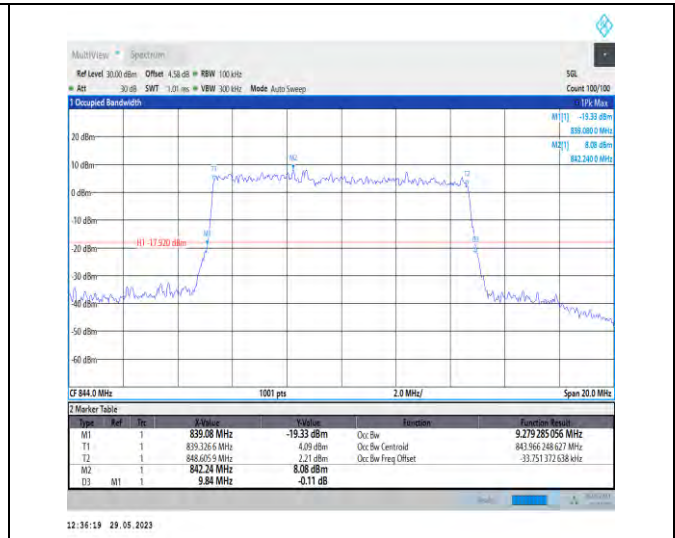 MultiView Spectrum
Ref Level 30.00 dBm Offset 4.58 dB RBW 100 kHz SGL
Att 30 dB SWT 1.01 ms VBW 300 kHz Mode Auto Sweep Count 100/100
1 Occupied Bandwidth 1Pk Max
M1[1] -19.33 dBm
839.080 0 MHz
M2[1] 8.08 dBm
842.240 0 MHz
20 dBm
10 dBm
0 dBm
-10 dBm
-20 dBm
-30 dBm
-40 dBm
-50 dBm
-60 dBm
T1
M2
T2
M1
D3
H1 -17.920 dBm
CF 844.0 MHz 1001 pts 2.0 MHz/ Span 20.0 MHz
2 Marker Table
Type Ref Trc X-Value Y-Value Function Function Result
M1 1 839.08 MHz -19.33 dBm Occ Bw 9.279 285 056 MHz
T1 1 839.326 6 MHz 4.09 dBm Occ Bw Centroid 843.966 248 627 MHz
T2 1 848.605 9 MHz 2.21 dBm Occ Bw Freq Offset -33.751 372 638 kHz
M2 1 842.24 MHz 8.08 dBm
D3 M1 1 9.84 MHz -0.11 dB
12:36:19 29.05.2023